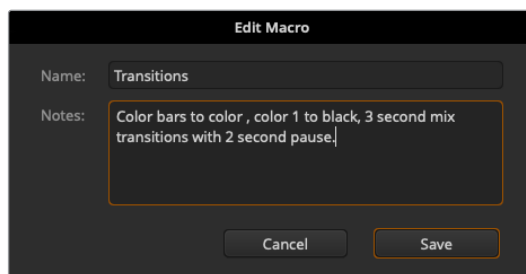 Edit Macro
Name: Transitions
Notes: Color bars to color , color 1 to black, 3 second mix
transitions with 2 second pause.
Cancel Save